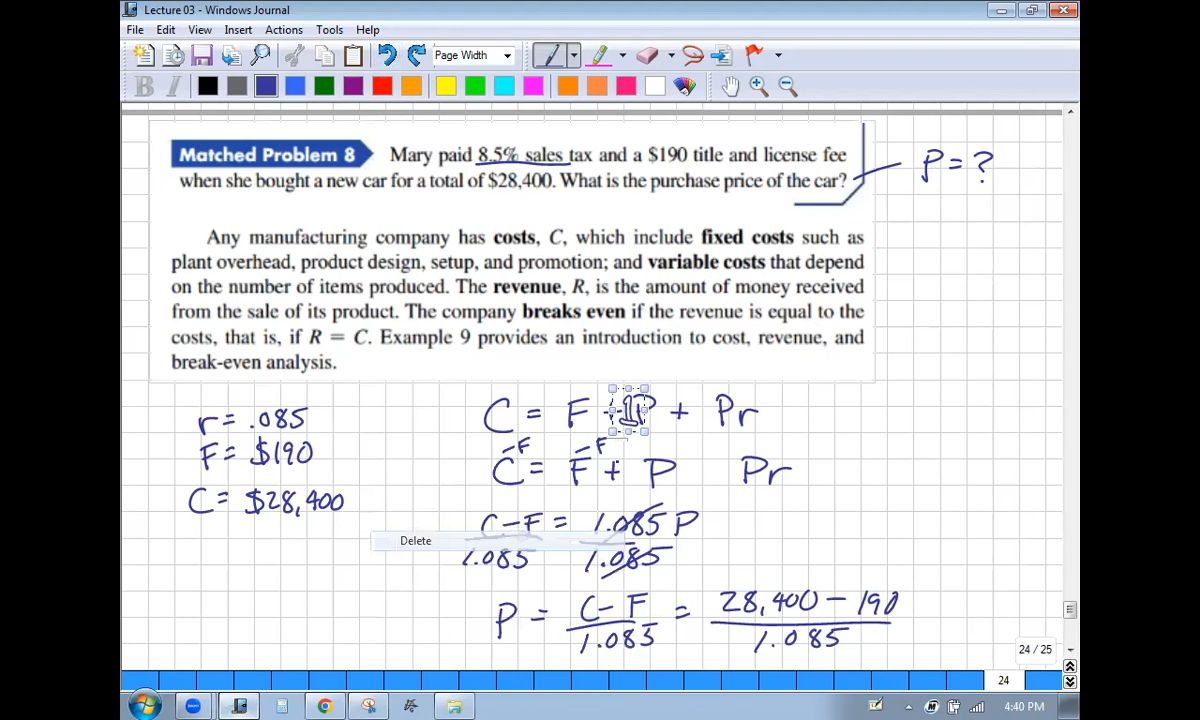 Lecture 03 - Windows Journal
File Edit View Insert Actions Tools Help
Page Width
B I
Matched Problem 8 Mary paid 8.5% sales tax and a $190 title and license fee
when she bought a new car for a total of $28,400. What is the purchase price of the car?
P = ?
Any manufacturing company has costs, C, which include fixed costs such as
plant overhead, product design, setup, and promotion; and variable costs that depend
on the number of items produced. The revenue, R, is the amount of money received
from the sale of its product. The company breaks even if the revenue is equal to the
costs, that is, if R = C. Example 9 provides an introduction to cost, revenue, and
break-even analysis.
r = .085
F = $190
C = $28,400
C = F + P + Pr
-F -F
C = F + P Pr
C-F = 1.085 P
1.085 1.085
Delete
P = C-F = 28,400 - 190
1.085 1.085
24 / 25
24
4:40 PM